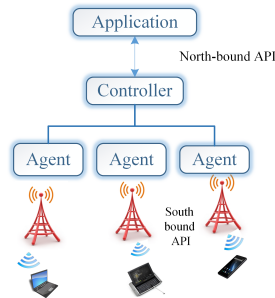 Application
North-bound API
Controller
Agent Agent Agent
South
bound
API